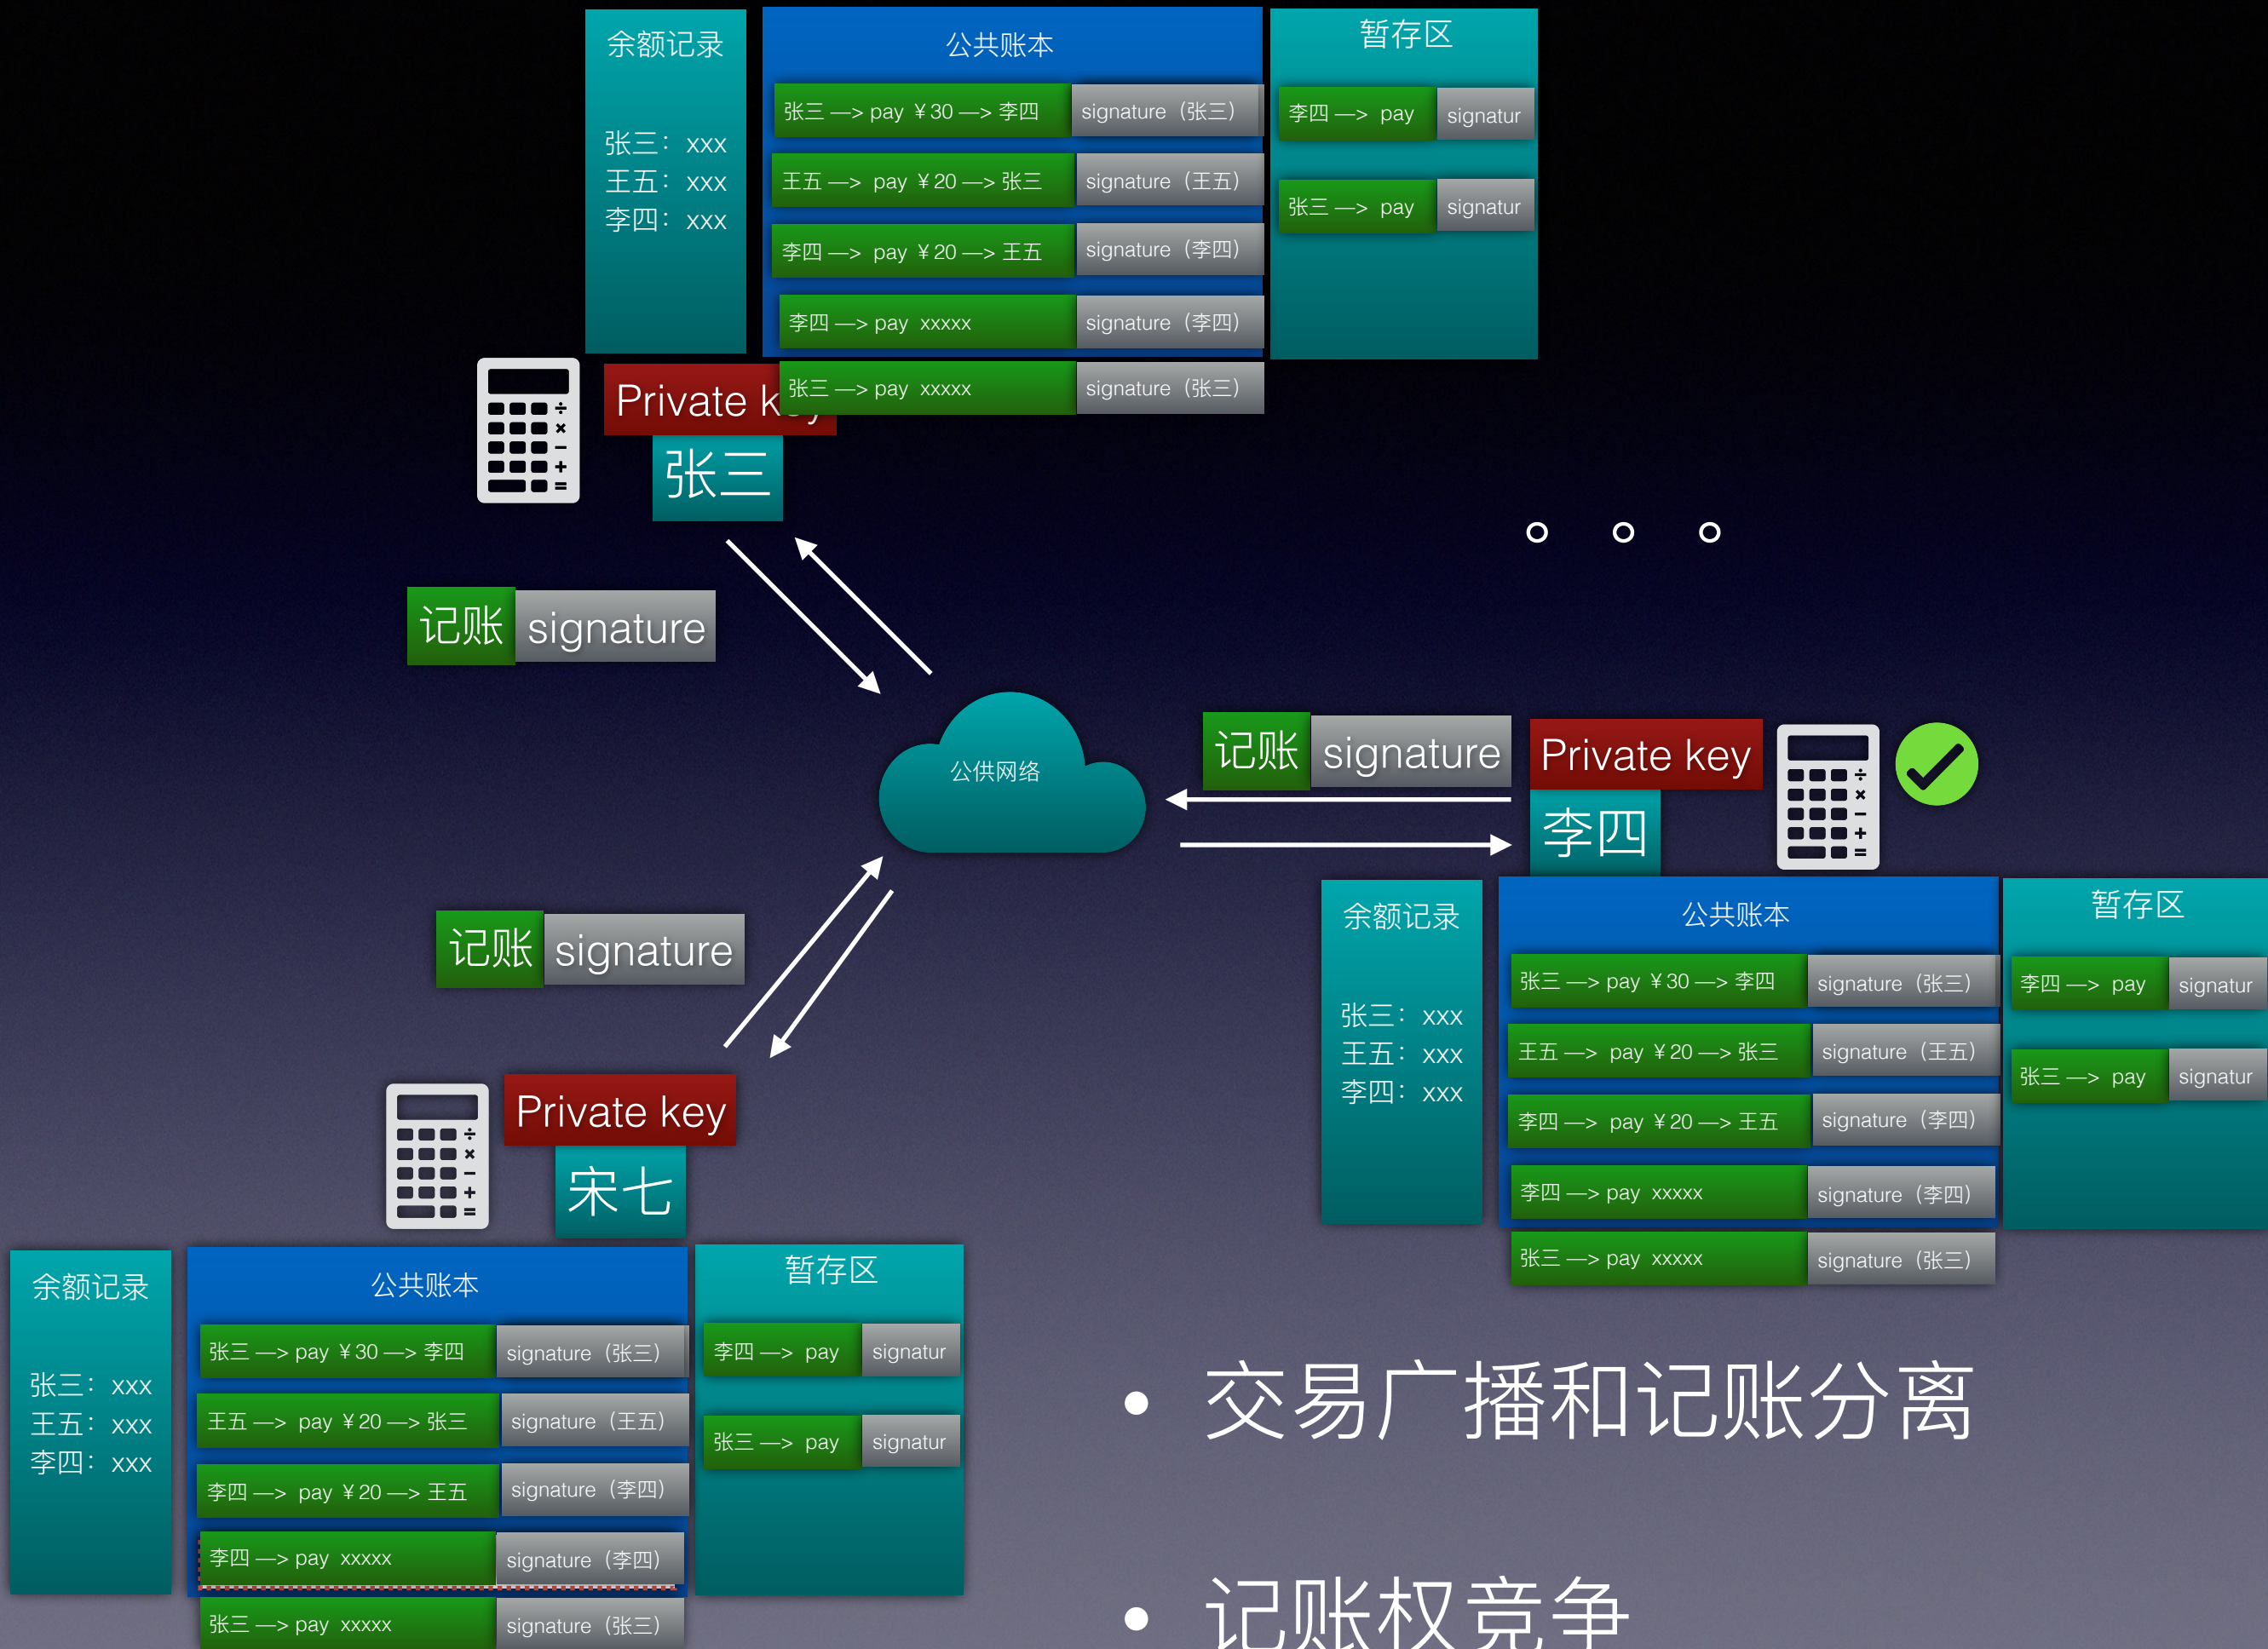 余额记录
张三：xxx
王五：xxx
李四：xxx
公共账本
张三 —> pay ￥30 —> 李四 signature（张三）
王五 —> pay ￥20 —> 张三 signature（王五）
李四 —> pay ￥20 —> 王五 signature（李四）
李四 —> pay xxxxx signature（李四）
张三 —> pay xxxxx signature（张三）
暂存区
李四 —> pay signatur
张三 —> pay signatur
Private key
张三
记账 signature
公供网络
记账 signature
Private key
李四
余额记录
张三：xxx
王五：xxx
李四：xxx
公共账本
张三 —> pay ￥30 —> 李四 signature（张三）
王五 —> pay ￥20 —> 张三 signature（王五）
李四 —> pay ￥20 —> 王五 signature（李四）
李四 —> pay xxxxx signature（李四）
张三 —> pay xxxxx signature（张三）
暂存区
李四 —> pay signatur
张三 —> pay signatur
记账 signature
Private key
宋七
余额记录
张三：xxx
王五：xxx
李四：xxx
公共账本
张三 —> pay ￥30 —> 李四 signature（张三）
王五 —> pay ￥20 —> 张三 signature（王五）
李四 —> pay ￥20 —> 王五 signature（李四）
李四 —> pay xxxxx signature（李四）
张三 —> pay xxxxx signature（张三）
暂存区
李四 —> pay signatur
张三 —> pay signatur
• 交易广播和记账分离
• 记账权竞争